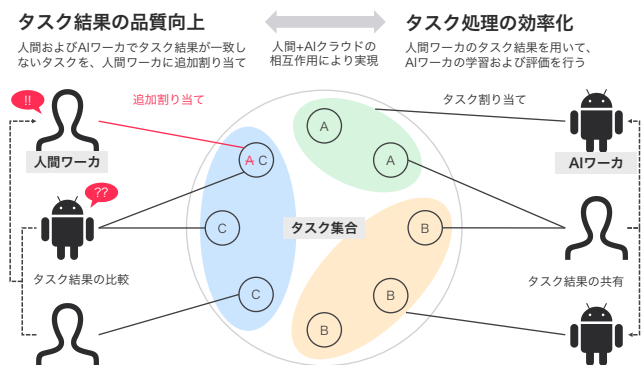 タスク結果の品質向上
人間およびAIワーカでタスク結果が一致し
ないタスクを、人間ワーカに追加割り当て
人間+AIクラウドの
相互作用により実現
タスク処理の効率化
人間ワーカのタスク結果を用いて、
AIワーカの学習および評価を行う
!!
追加割り当て
タスク割り当て
A
人間ワーカ
A C
A
AIワーカ
??
C
タスク集合
B
タスク結果の比較
タスク結果の共有
C
B
B